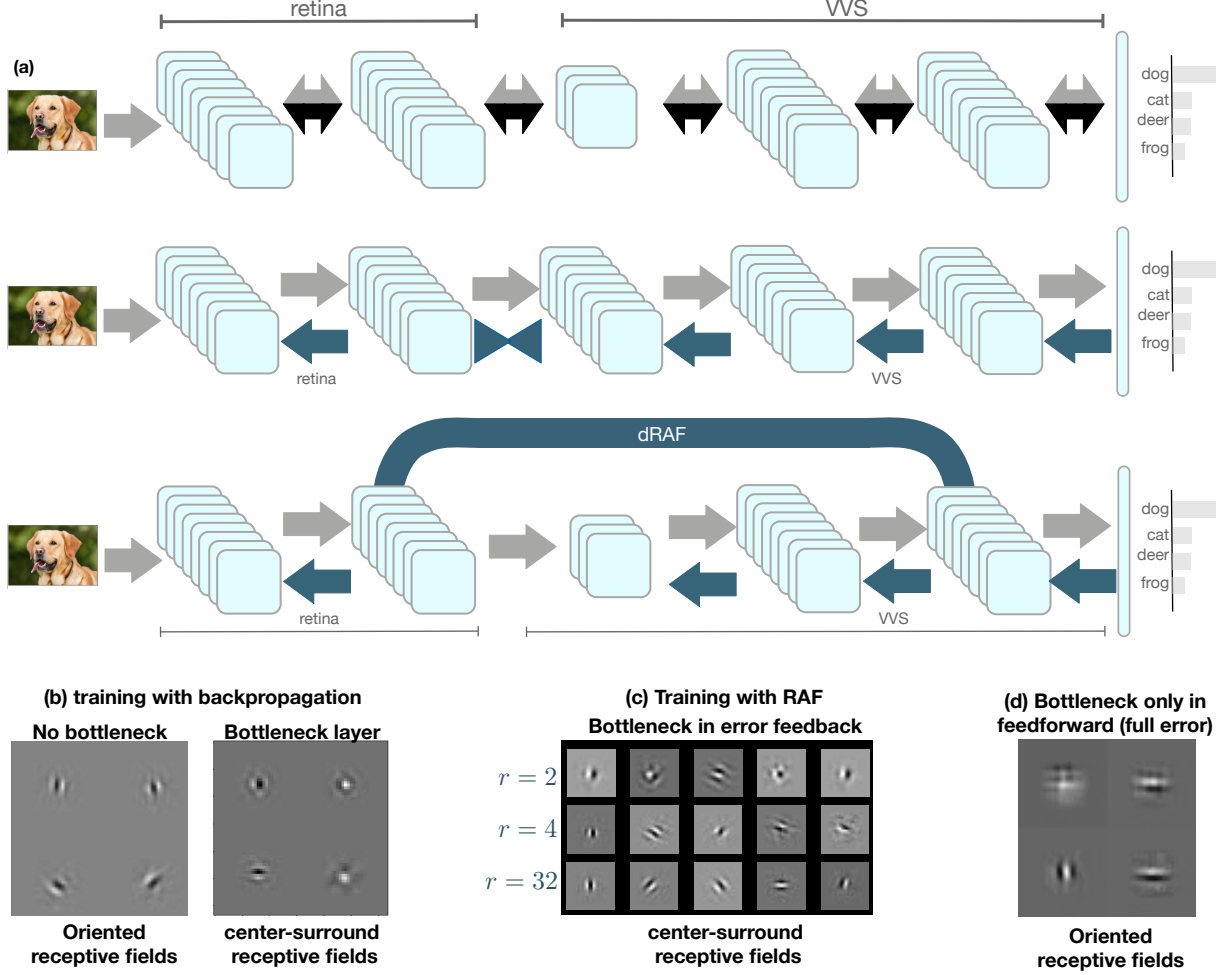 retina
VVS
(a)
dog
cat
deer
frog
dog
cat
deer
frog
retina
VVS
dRAF
dog
cat
deer
frog
retina
VVS
(b) training with backpropagation
No bottleneck
Bottleneck layer
Oriented
receptive fields
center-surround
receptive fields
(c) Training with RAF
Bottleneck in error feedback
r = 2
r = 4
r = 32
center-surround
receptive fields
(d) Bottleneck only in
feedforward (full error)
Oriented
receptive fields